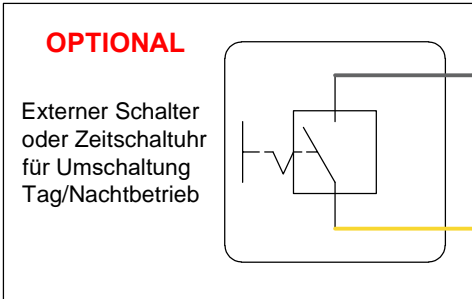 OPTIONAL
Externer Schalter
oder Zeitschaltuhr
für Umschaltung
Tag/Nachtbetrieb